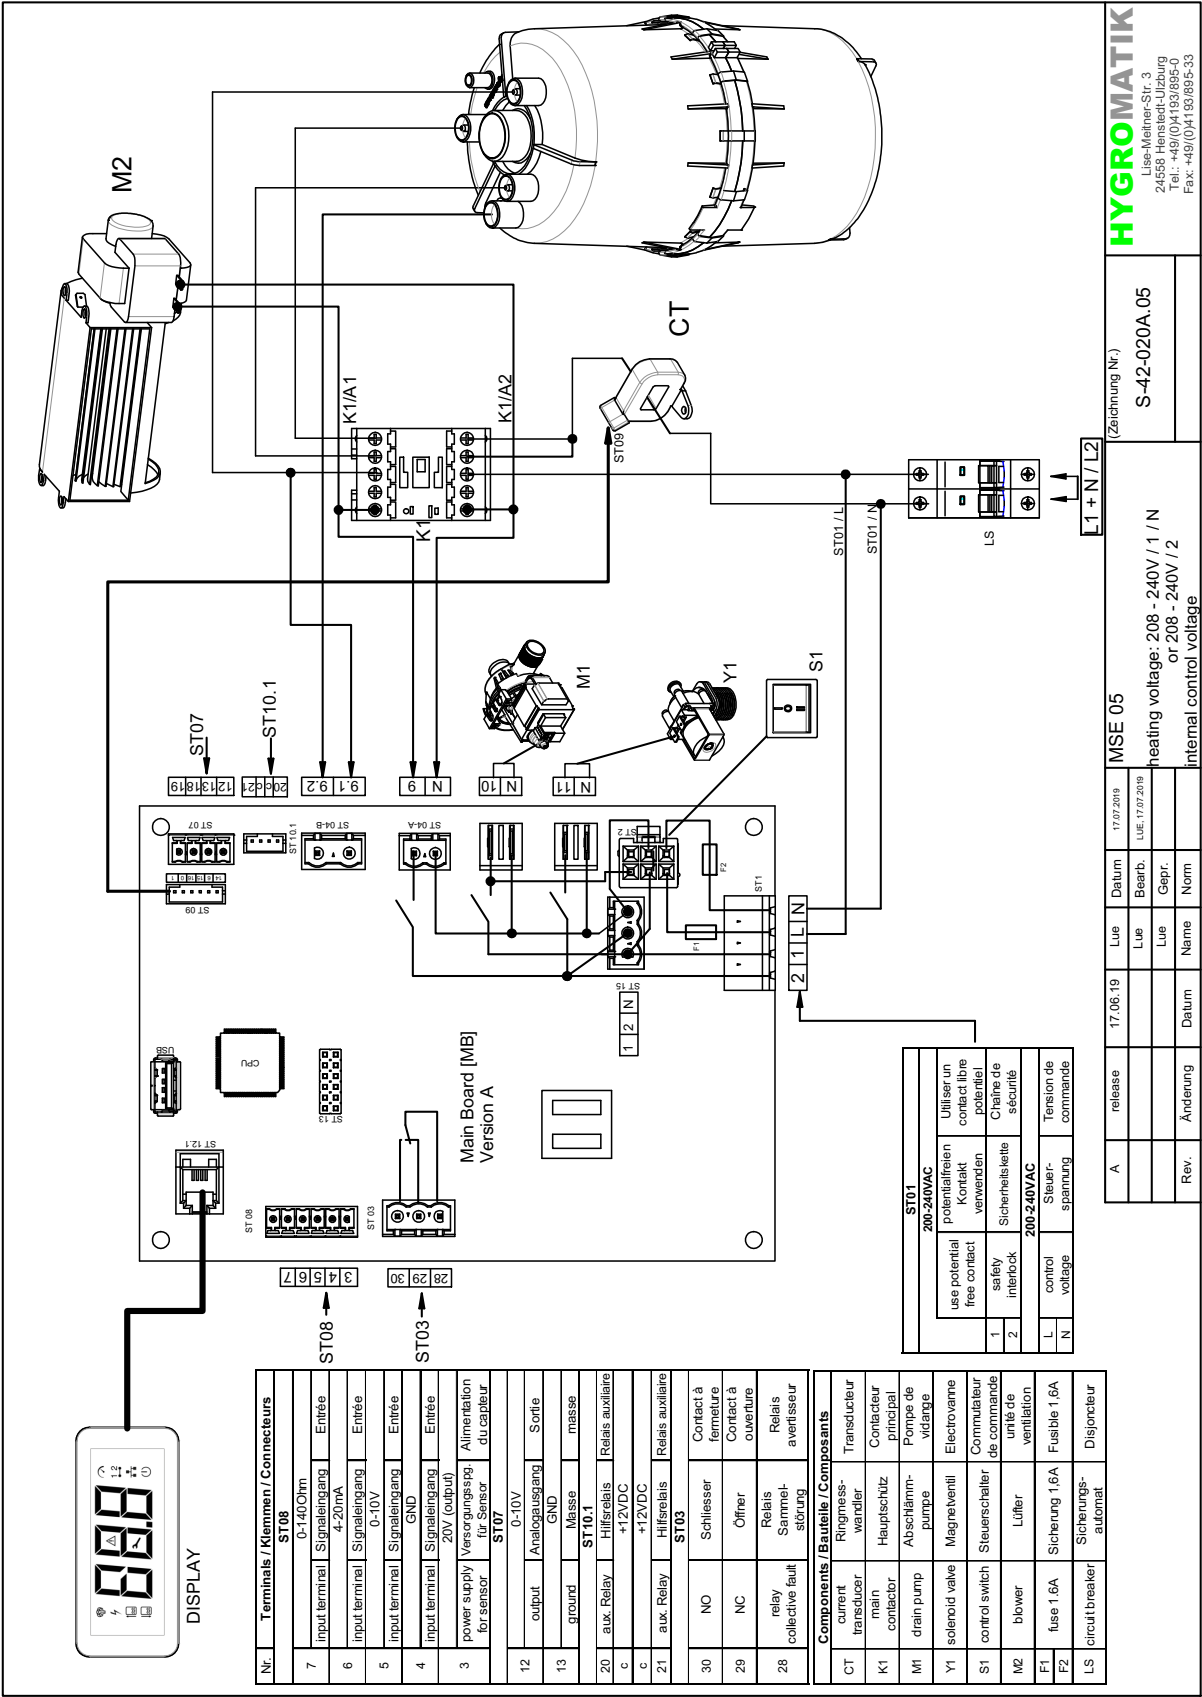 DISPLAY
M2
CT
K1/A1
K1/A2
K1
ST09
ST01 / L
ST01 / N
LS
L1 + N / L2
M1
Y1
S1
ST07
ST10.1
12 13 18 19
20 c c 21
9.2
9.1
9
N
10
N
11
N
ST 07
ST 10.1
ST 04-B
ST 04-A
ST 09
ST 2
F2
F1
ST1
ST 15
1 2 N
2 1 L N
USB
CPU
ST 13
ST 12.1
ST 08
ST 03
Main Board [MB]
Version A
7 6 5 4 3
ST08
30 29 28
ST03
Nr. Terminals / Klemmen / Connecteurs
ST08
7 0-140Ohm
input terminal Signaleingang Entrée
6 4-20mA
input terminal Signaleingang Entrée
5 0-10V
input terminal Signaleingang Entrée
4 GND
input terminal Signaleingang Entrée
3 20V (output)
power supply for sensor Versorgungsspg. für Sensor Alimentation du capteur
ST07
12 0-10V
output Analogausgang Sortie
13 GND
ground Masse masse
ST10.1
20 aux. Relay Hilfsrelais Relais auxiliaire
c +12VDC
c +12VDC
21 aux. Relay Hilfsrelais Relais auxiliaire
ST03
30 NO Schliesser Contact à fermeture
29 NC Öffner Contact à ouverture
28 relay collective fault Relais Sammel-störung Relais avertisseur
Components / Bauteile / Composants
CT current transducer Ringmess-wandler Transducteur
K1 main contactor Hauptschütz Contacteur principal
M1 drain pump Abschlämm-pumpe Pompe de vidange
Y1 solenoid valve Magnetventil Electrovanne
S1 control switch Steuerschalter Commutateur de commande
M2 blower Lüfter unité de ventilation
F1
F2 fuse 1.6A Sicherung 1,6A Fusible 1,6A
LS circuit breaker Sicherungs-automat Disjoncteur
ST01
200-240VAC
use potential free contact potentialfreien Kontakt verwenden Utiliser un contact libre potentiel
1
2 safety interlock Sicherheitskette Chaîne de sécurité
200-240VAC
L
N control voltage Steuer-spannung Tension de commande
A release 17.06.19 Lue Datum 17.07.2019
Lue Bearb. LUE, 17.07.2019
Lue Gepr.
Rev. Änderung Datum Name Norm
MSE 05
heating voltage: 208 - 240V / 1 / N
or 208 - 240V / 2
internal control voltage
(Zeichnung Nr.)
S-42-020A.05
HYGROMATIK
Lise-Meitner-Str. 3
24558 Henstedt-Ulzburg
Tel.: +49/(0)4193/895-0
Fax: +49/(0)4193/895-33